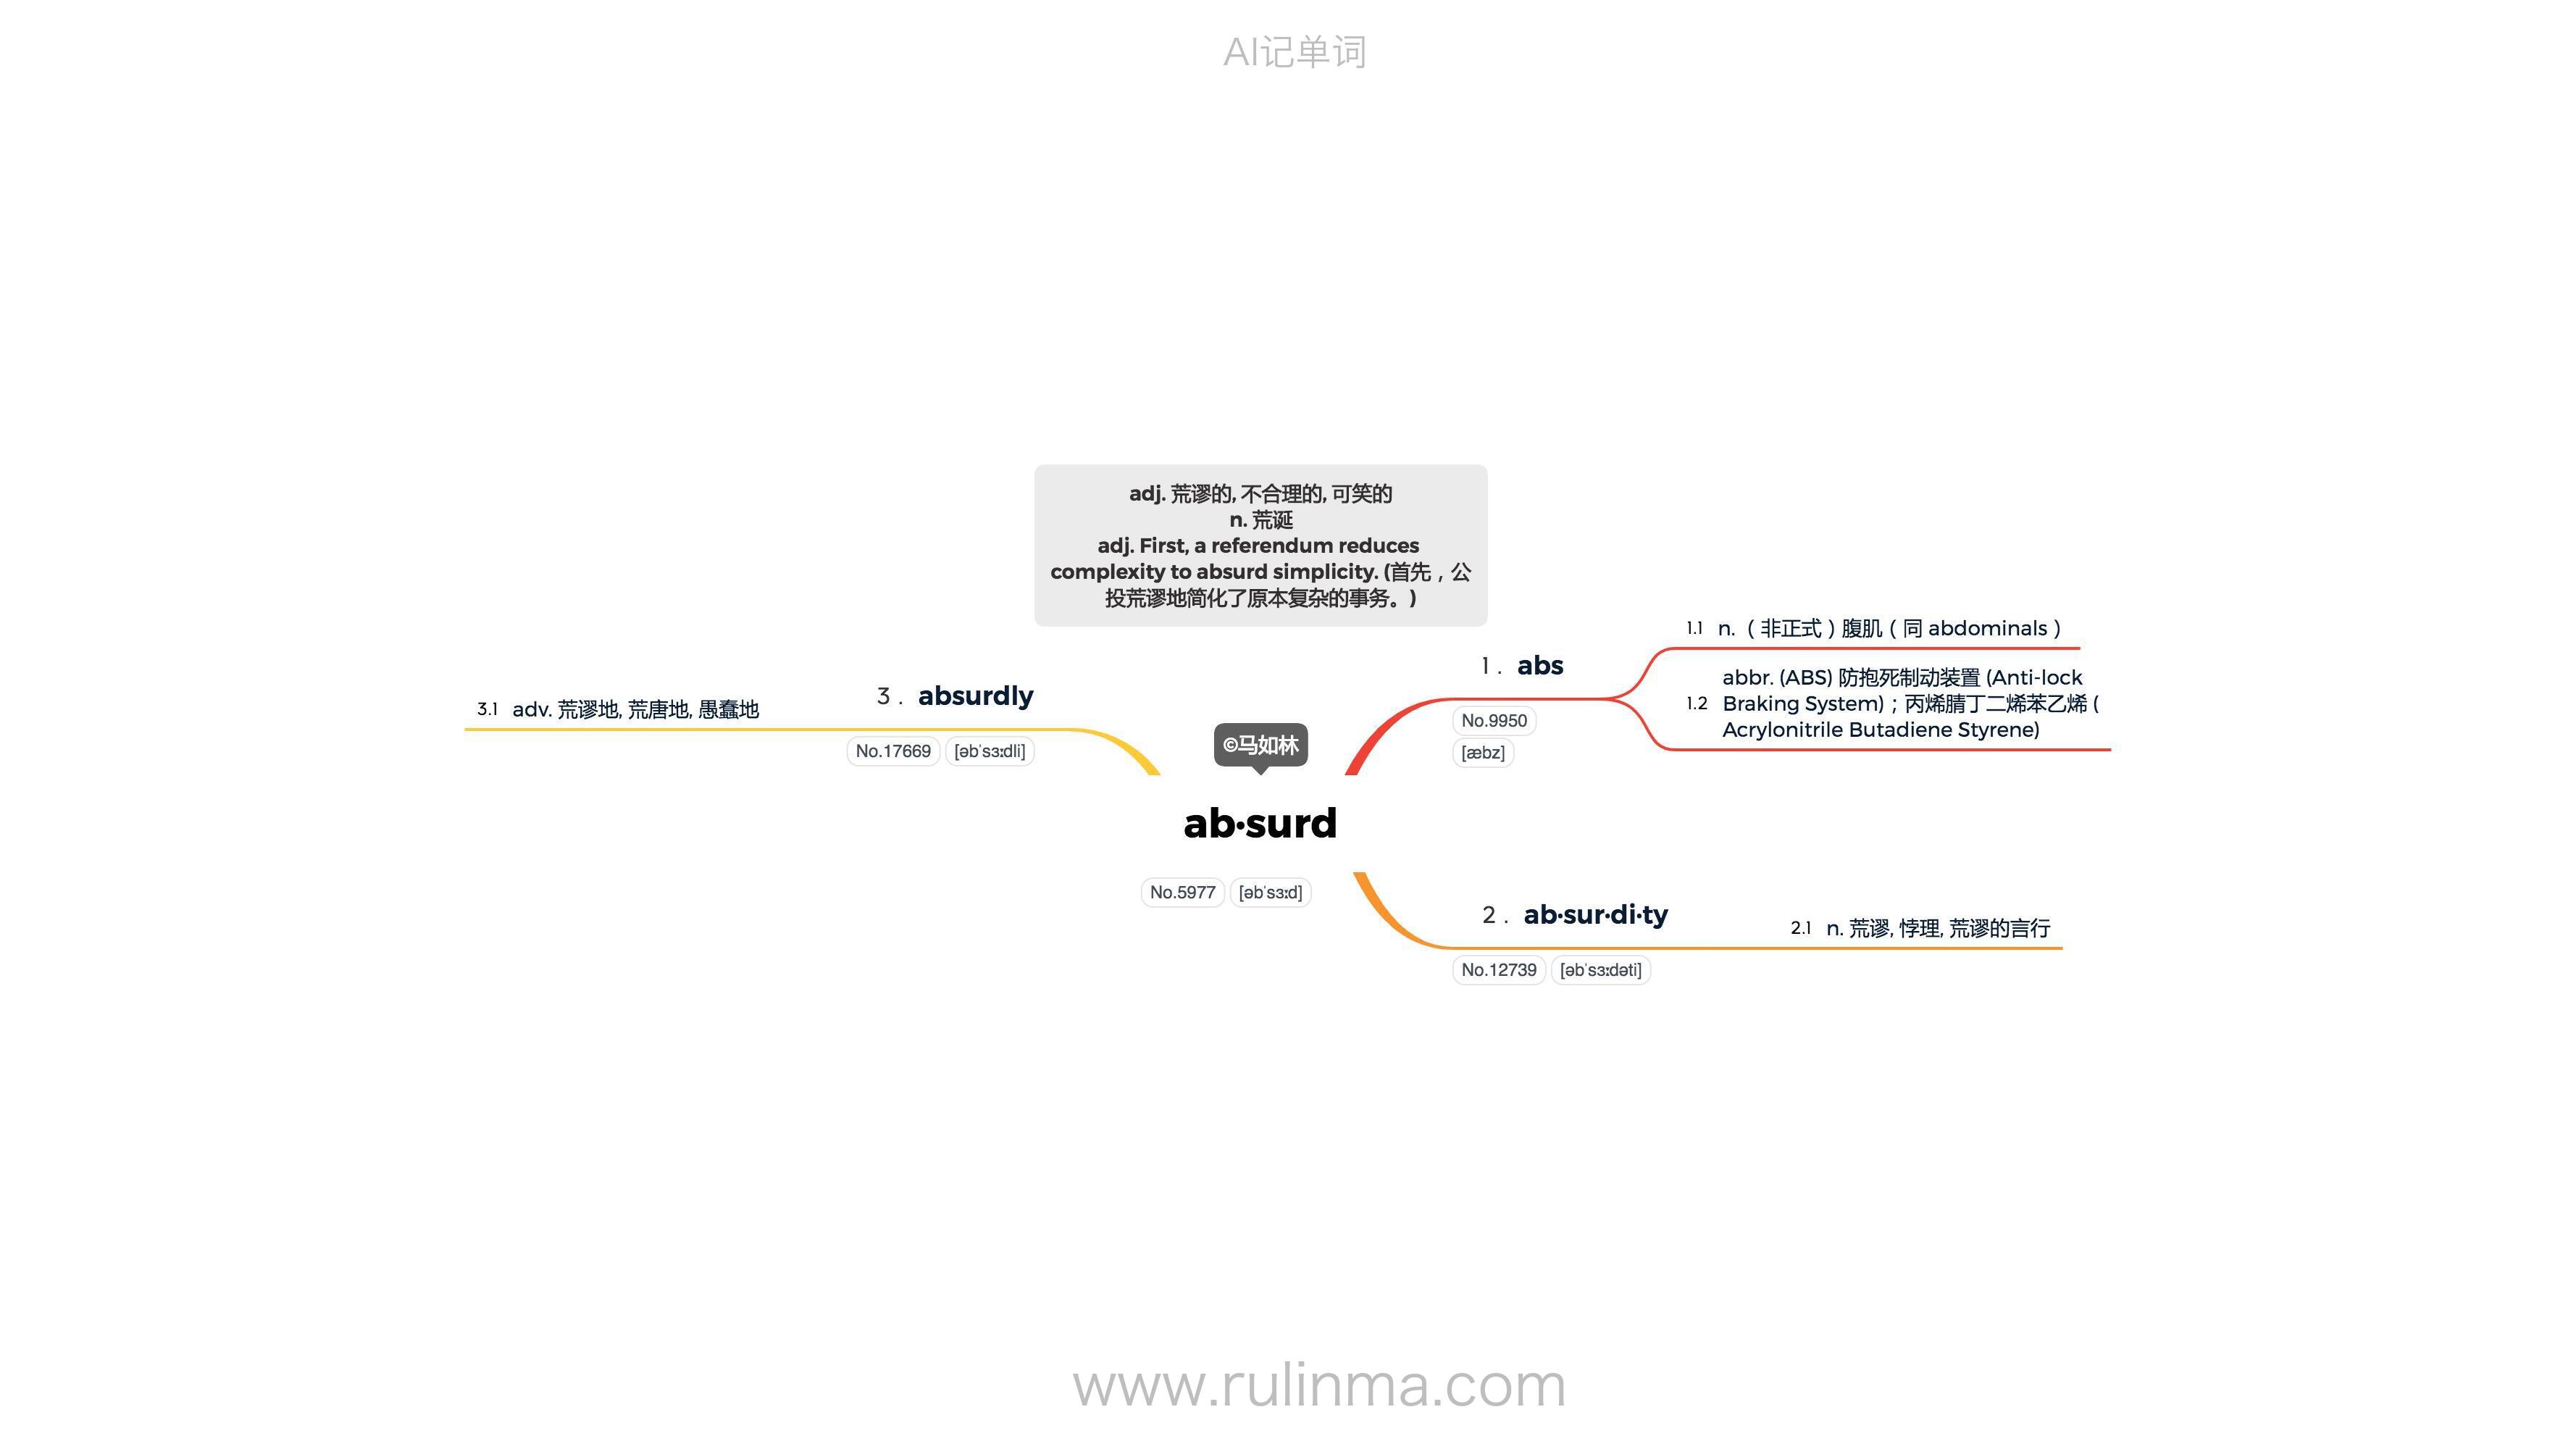 AI记单词
adj. 荒谬的, 不合理的, 可笑的
n. 荒诞
adj. First, a referendum reduces
complexity to absurd simplicity. (首先，公
投荒谬地简化了原本复杂的事务。)
©马如林
ab·surd
No.5977 [əbˈsɜːd]
1． abs
No.9950
[æbz]
1.1 n.（非正式）腹肌（同 abdominals）
1.2 abbr. (ABS) 防抱死制动装置 (Anti-lock
Braking System)；丙烯腈丁二烯苯乙烯 (
Acrylonitrile Butadiene Styrene)
2． ab·sur·di·ty
No.12739 [əbˈsɜːdəti]
2.1 n. 荒谬, 悖理, 荒谬的言行
3． absurdly
No.17669 [əbˈsɜːdli]
3.1 adv. 荒谬地, 荒唐地, 愚蠢地
www.rulinma.com